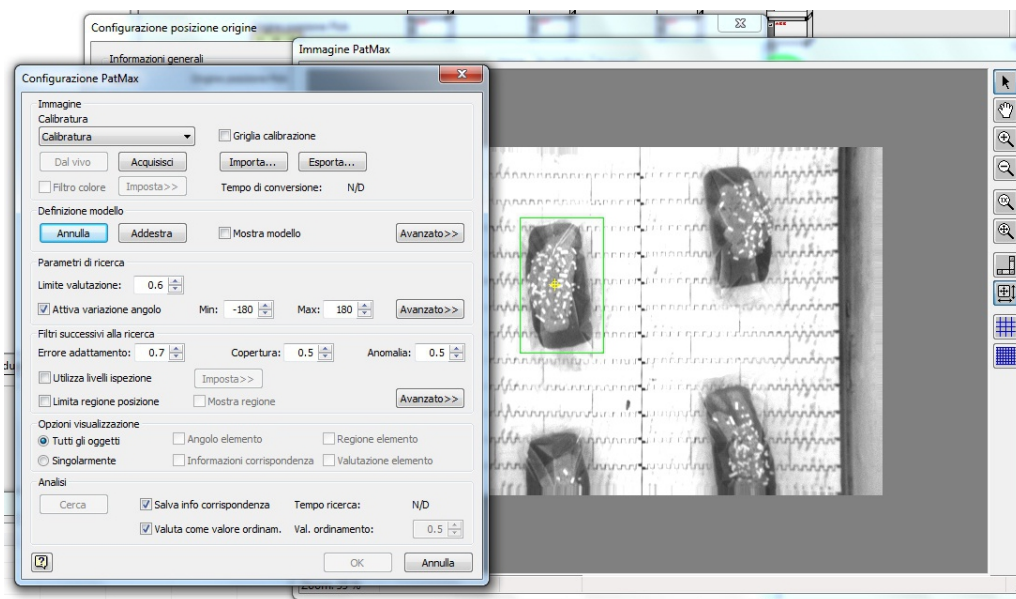 Configurazione posizione origine
Informazioni generali
Immagine PatMax
Configurazione PatMax
Immagine
Calibratura
Calibratura
Griglia calibrazione
Dal vivo Acquisisci Importa... Esporta...
Filtro colore Imposta>> Tempo di conversione: N/D
Definizione modello
Annulla Addestra Mostra modello Avanzato>>
Parametri di ricerca
Limite valutazione: 0.6
Attiva variazione angolo Min: -180 Max: 180 Avanzato>>
Filtri successivi alla ricerca
Errore adattamento: 0.7 Copertura: 0.5 Anomalia: 0.5
Utilizza livelli ispezione Imposta>>
Limita regione posizione Mostra regione Avanzato>>
Opzioni visualizzazione
Tutti gli oggetti Angolo elemento Regione elemento
Singolarmente Informazioni corrispondenza Valutazione elemento
Analisi
Cerca Salva info corrispondenza Tempo ricerca: N/D
Valuta come valore ordinam. Val. ordinamento: 0.5
OK Annulla